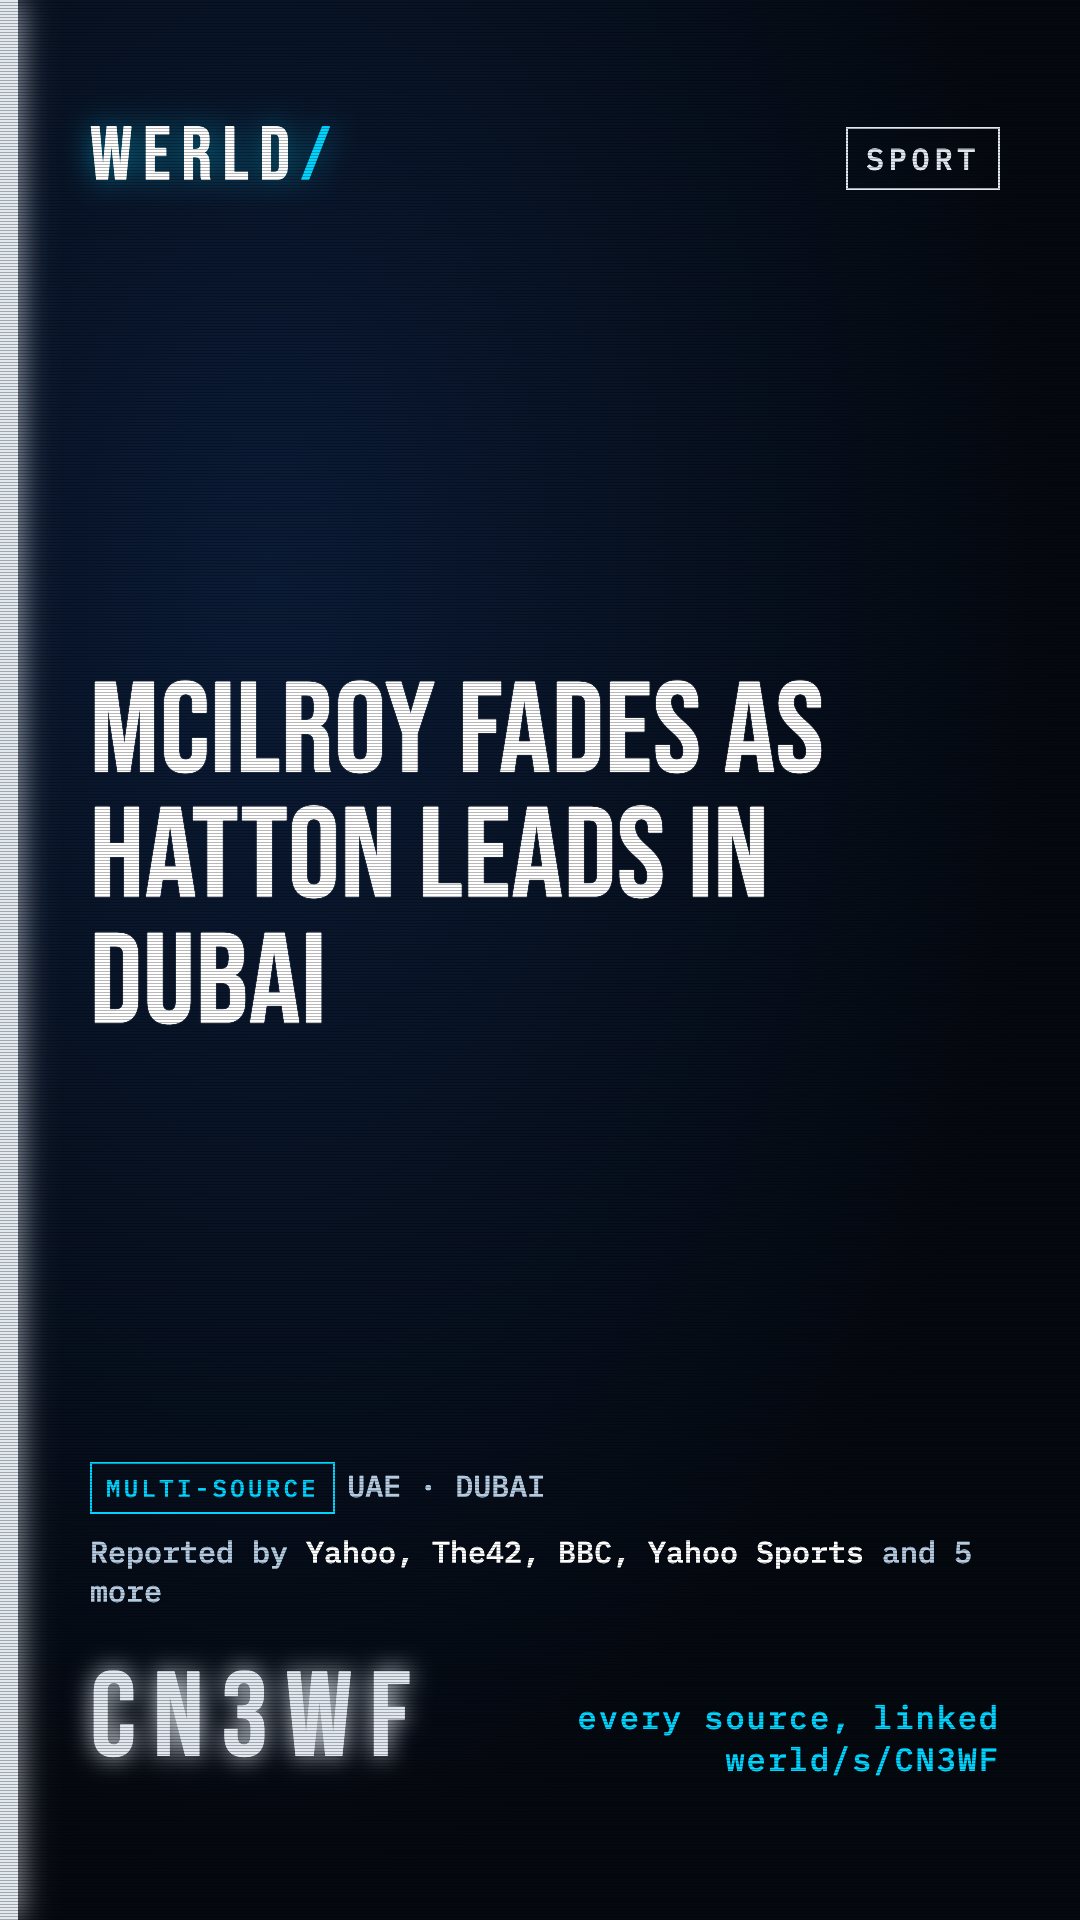 WERLD/
SPORT
MCILROY FADES AS
HATTON LEADS IN
DUBAI
MULTI-SOURCE UAE · DUBAI
Reported by Yahoo, The42, BBC, Yahoo Sports and 5
more
CN3WF
every source, linked
werld/s/CN3WF